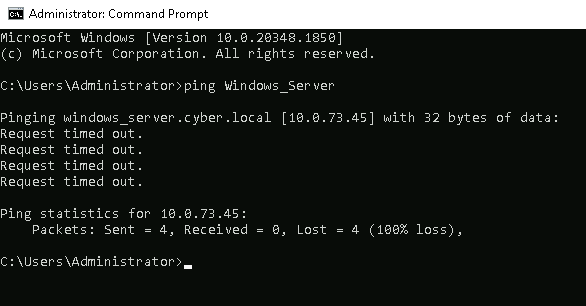 Administrator: Command Prompt
Microsoft Windows [Version 10.0.20348.1850]
(c) Microsoft Corporation. All rights reserved.
C:\Users\Administrator>ping Windows_Server
Pinging windows_server.cyber.local [10.0.73.45] with 32 bytes of data:
Request timed out.
Request timed out.
Request timed out.
Request timed out.
Ping statistics for 10.0.73.45:
    Packets: Sent = 4, Received = 0, Lost = 4 (100% loss),
C:\Users\Administrator>